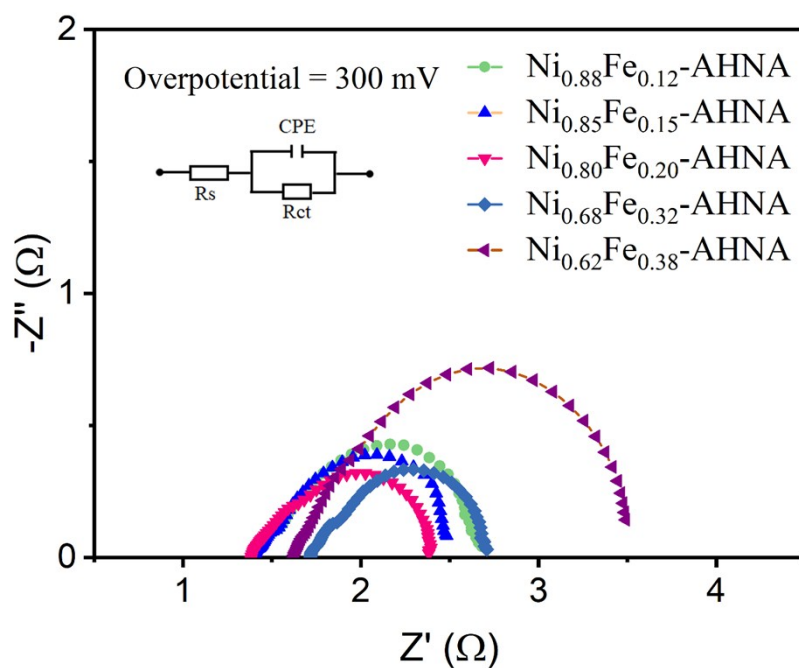 Overpotential = 300 mV
CPE
Rs
Rct
Ni0.88Fe0.12-AHNA
Ni0.85Fe0.15-AHNA
Ni0.80Fe0.20-AHNA
Ni0.68Fe0.32-AHNA
Ni0.62Fe0.38-AHNA
2
1
0
-Z'' (Ω)
1 2 3 4
Z' (Ω)